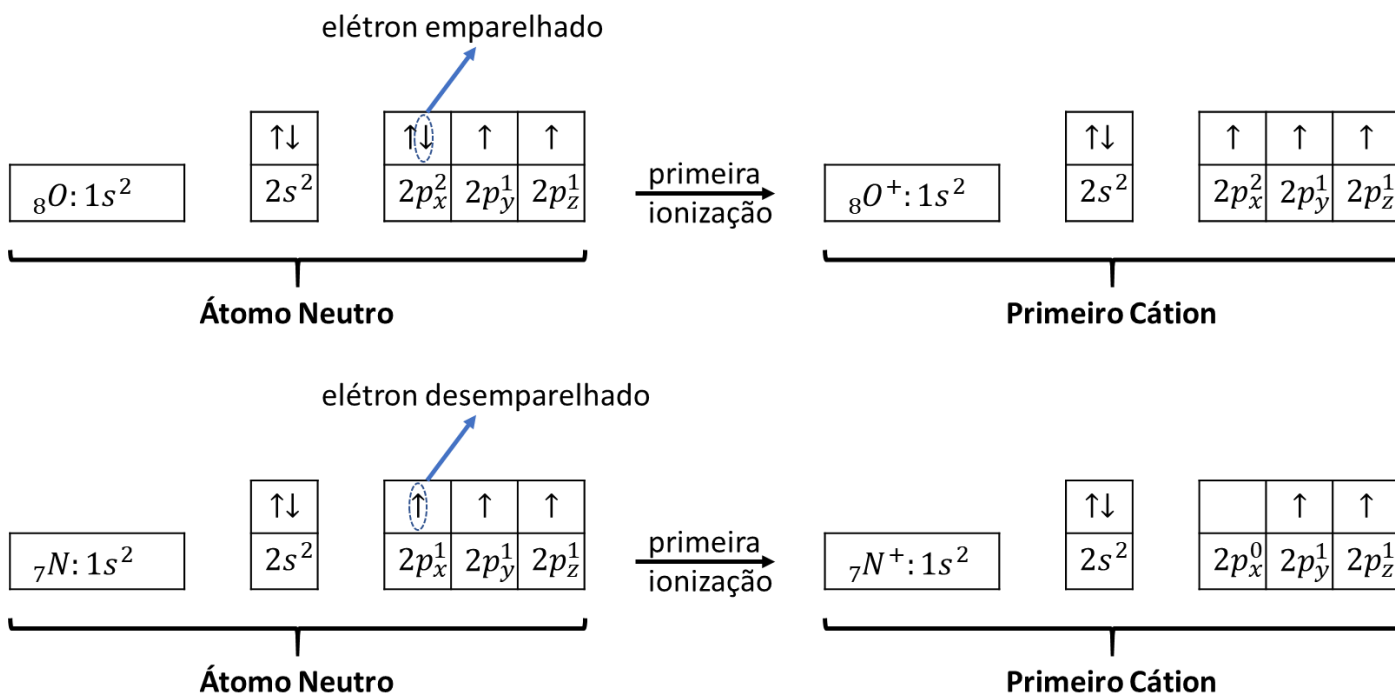 elétron emparelhado
↑↓ ↑↓ ↑ ↑ ↑↓ ↑ ↑ ↑
₈O: 1s² 2s² 2pₓ² 2p_y¹ 2p_z¹ primeira ionização ₈O⁺: 1s² 2s² 2pₓ² 2p_y¹ 2p_z¹
Átomo Neutro Primeiro Cátion
elétron desemparelhado
↑↓ ↑ ↑ ↑ ↑↓ ↑ ↑
₇N: 1s² 2s² 2pₓ¹ 2p_y¹ 2p_z¹ primeira ionização ₇N⁺: 1s² 2s² 2pₓ⁰ 2p_y¹ 2p_z¹
Átomo Neutro Primeiro Cátion